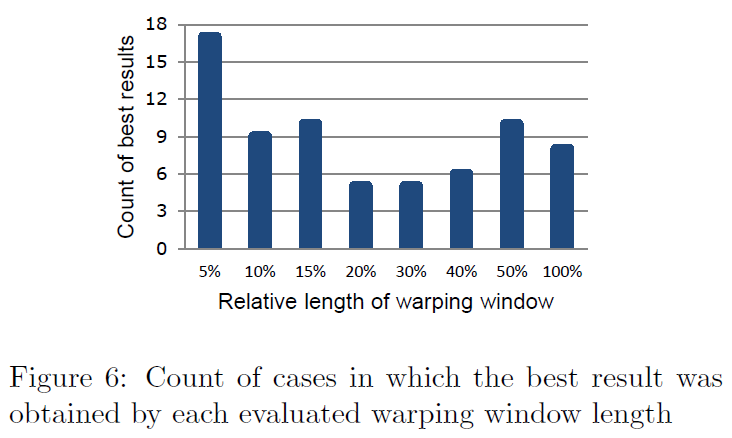 Count of best results
18
15
12
9
6
3
0
5% 10% 15% 20% 30% 40% 50% 100%
Relative length of warping window
Figure 6: Count of cases in which the best result was
obtained by each evaluated warping window length